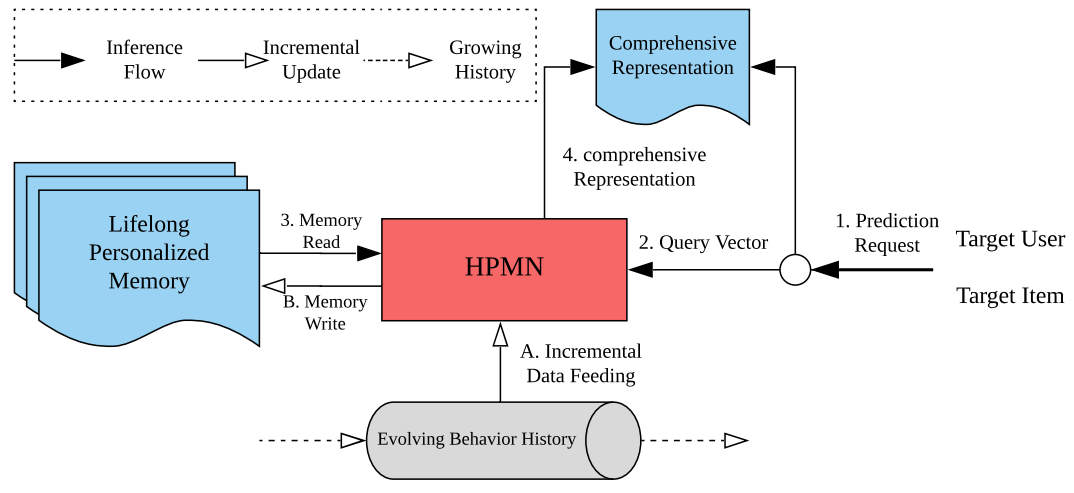 Inference
Flow
Incremental
Update
Growing
History
Comprehensive
Representation
4. comprehensive
Representation
Lifelong
Personalized
Memory
3. Memory
Read
B. Memory
Write
HPMN
2. Query Vector
1. Prediction
Request
Target User
Target Item
A. Incremental
Data Feeding
Evolving Behavior History